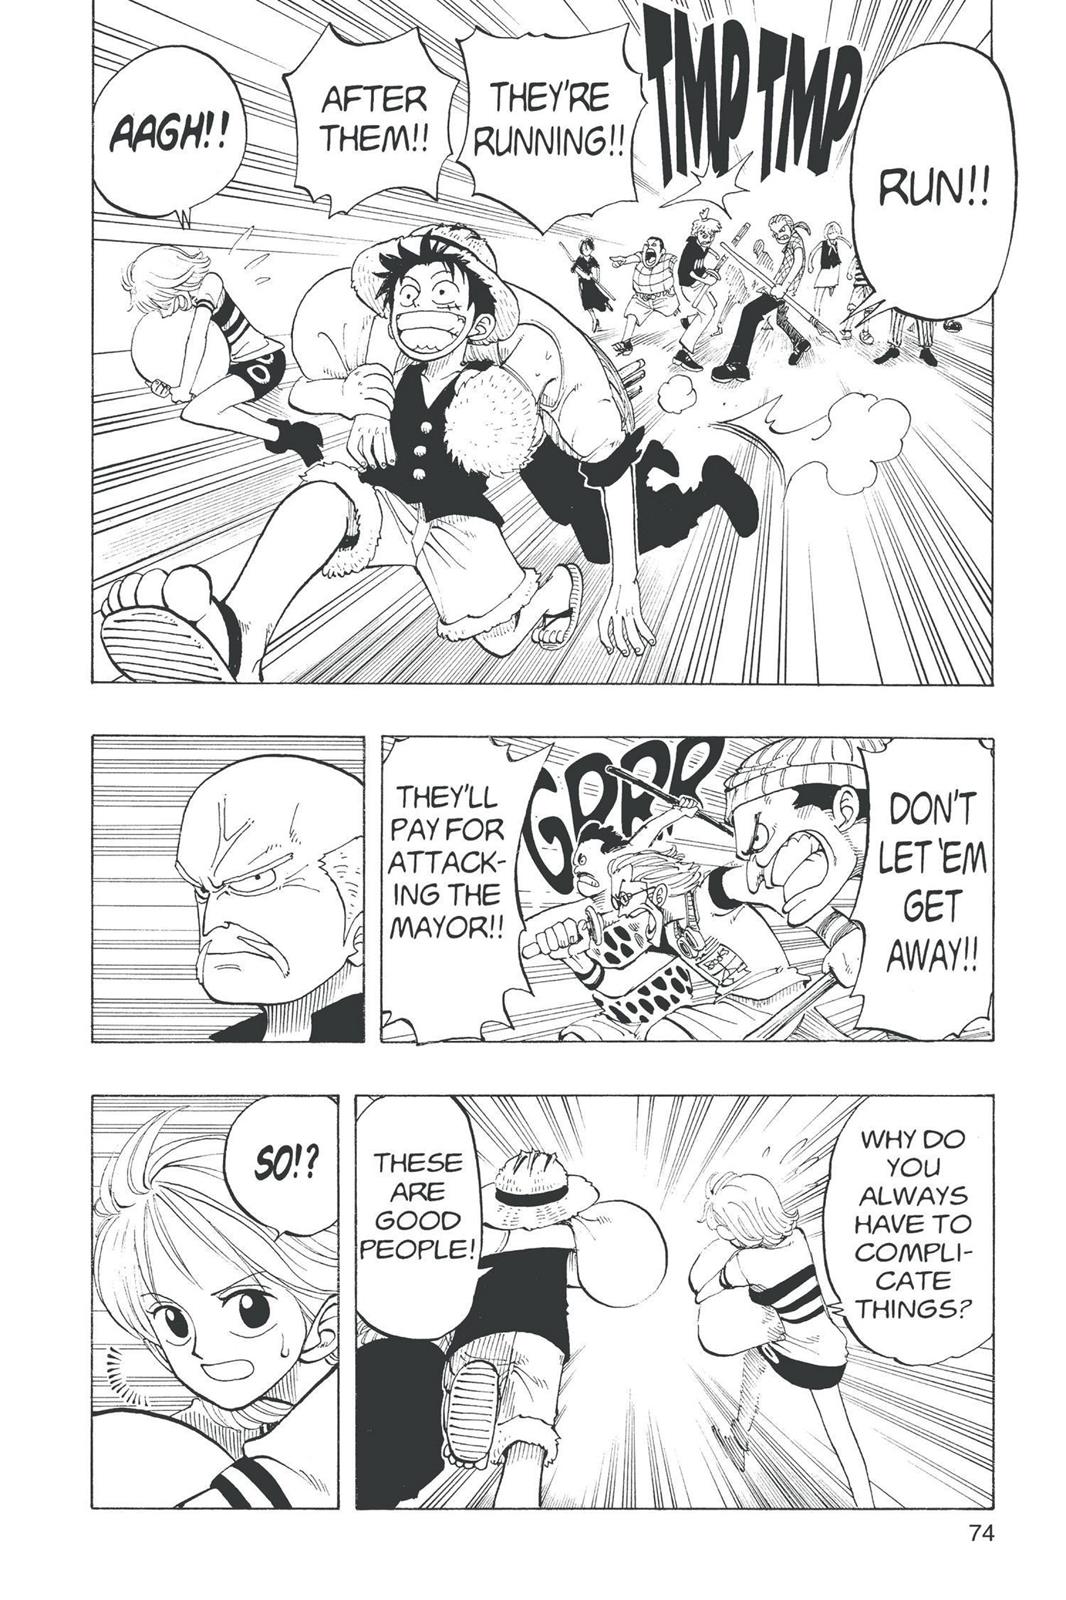 RUN!!
TMP TMP
THEY'RE
RUNNING!!
AFTER
THEM!!
AAGH!!
DON'T
LET 'EM
GET
AWAY!!
GRRR
THEY'LL
PAY FOR
ATTACK-
ING THE
MAYOR!!
WHY DO
YOU
ALWAYS
HAVE TO
COMPLI-
CATE
THINGS?
THESE
ARE
GOOD
PEOPLE!
SO!?
74